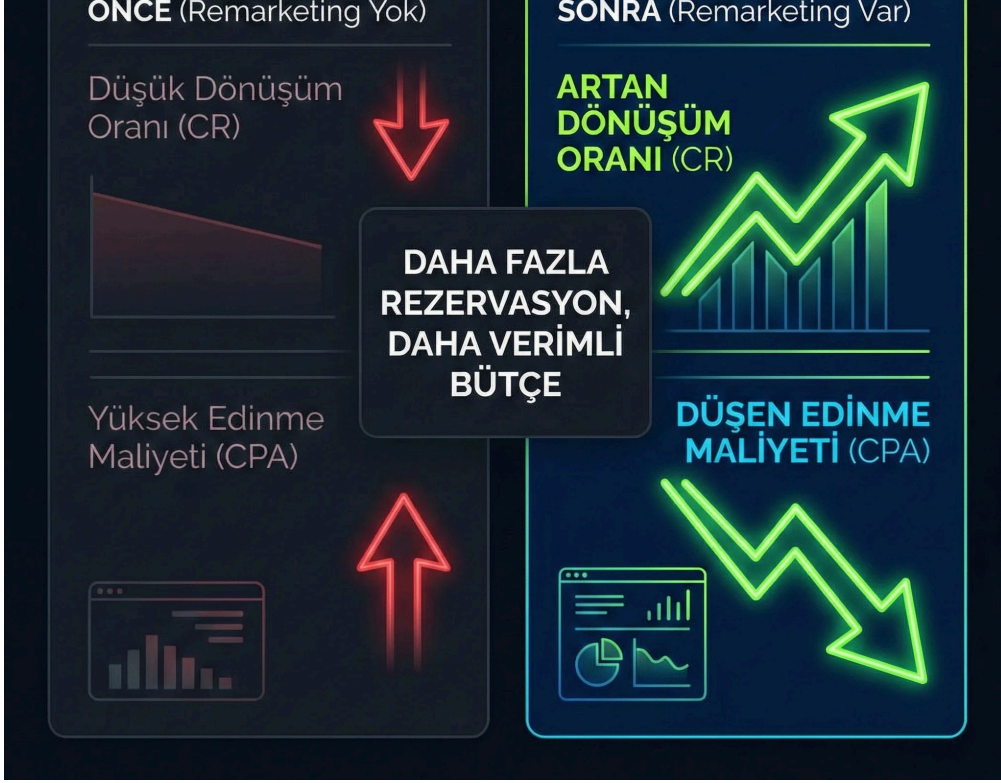 ÖNCE (Remarketing Yok)
Düşük Dönüşüm
Oranı (CR)
Yüksek Edinme
Maliyeti (CPA)
DAHA FAZLA
REZERVASYON,
DAHA VERİMLİ
BÜTÇE
SONRA (Remarketing Var)
ARTAN
DÖNÜŞÜM
ORANI (CR)
DÜŞEN EDİNME
MALİYETİ (CPA)